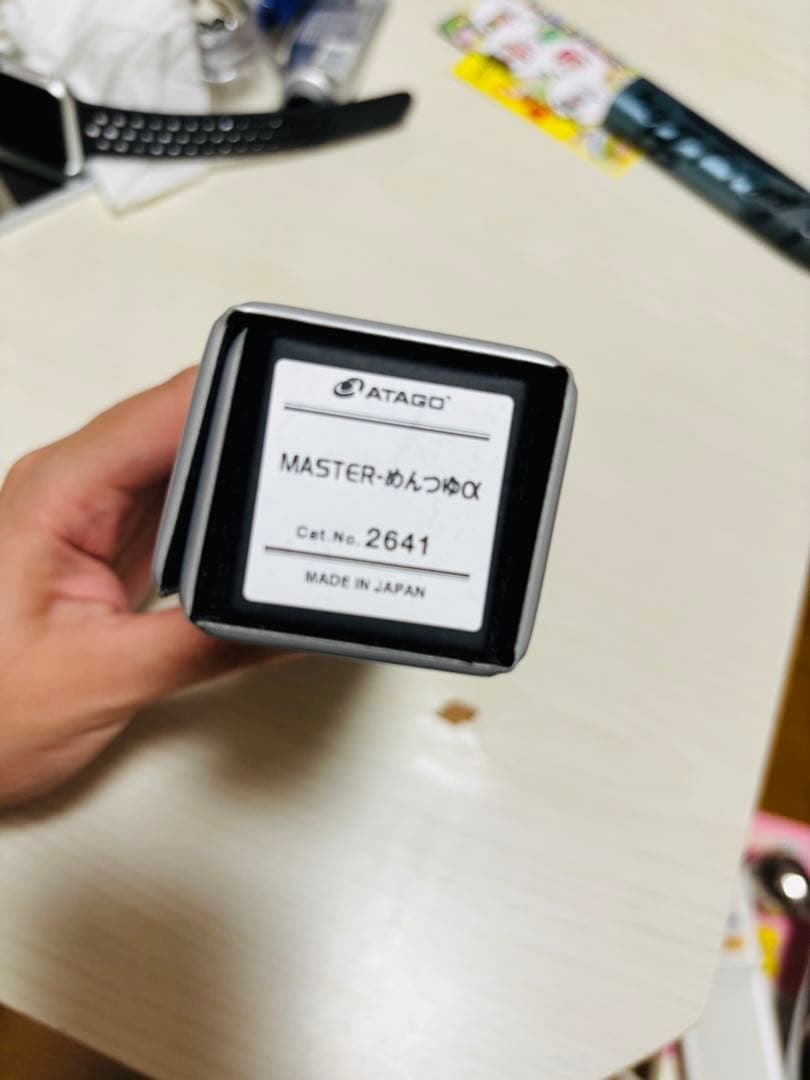 ATAGO
MASTER-めんつゆα
Cat.No. 2641
MADE IN JAPAN